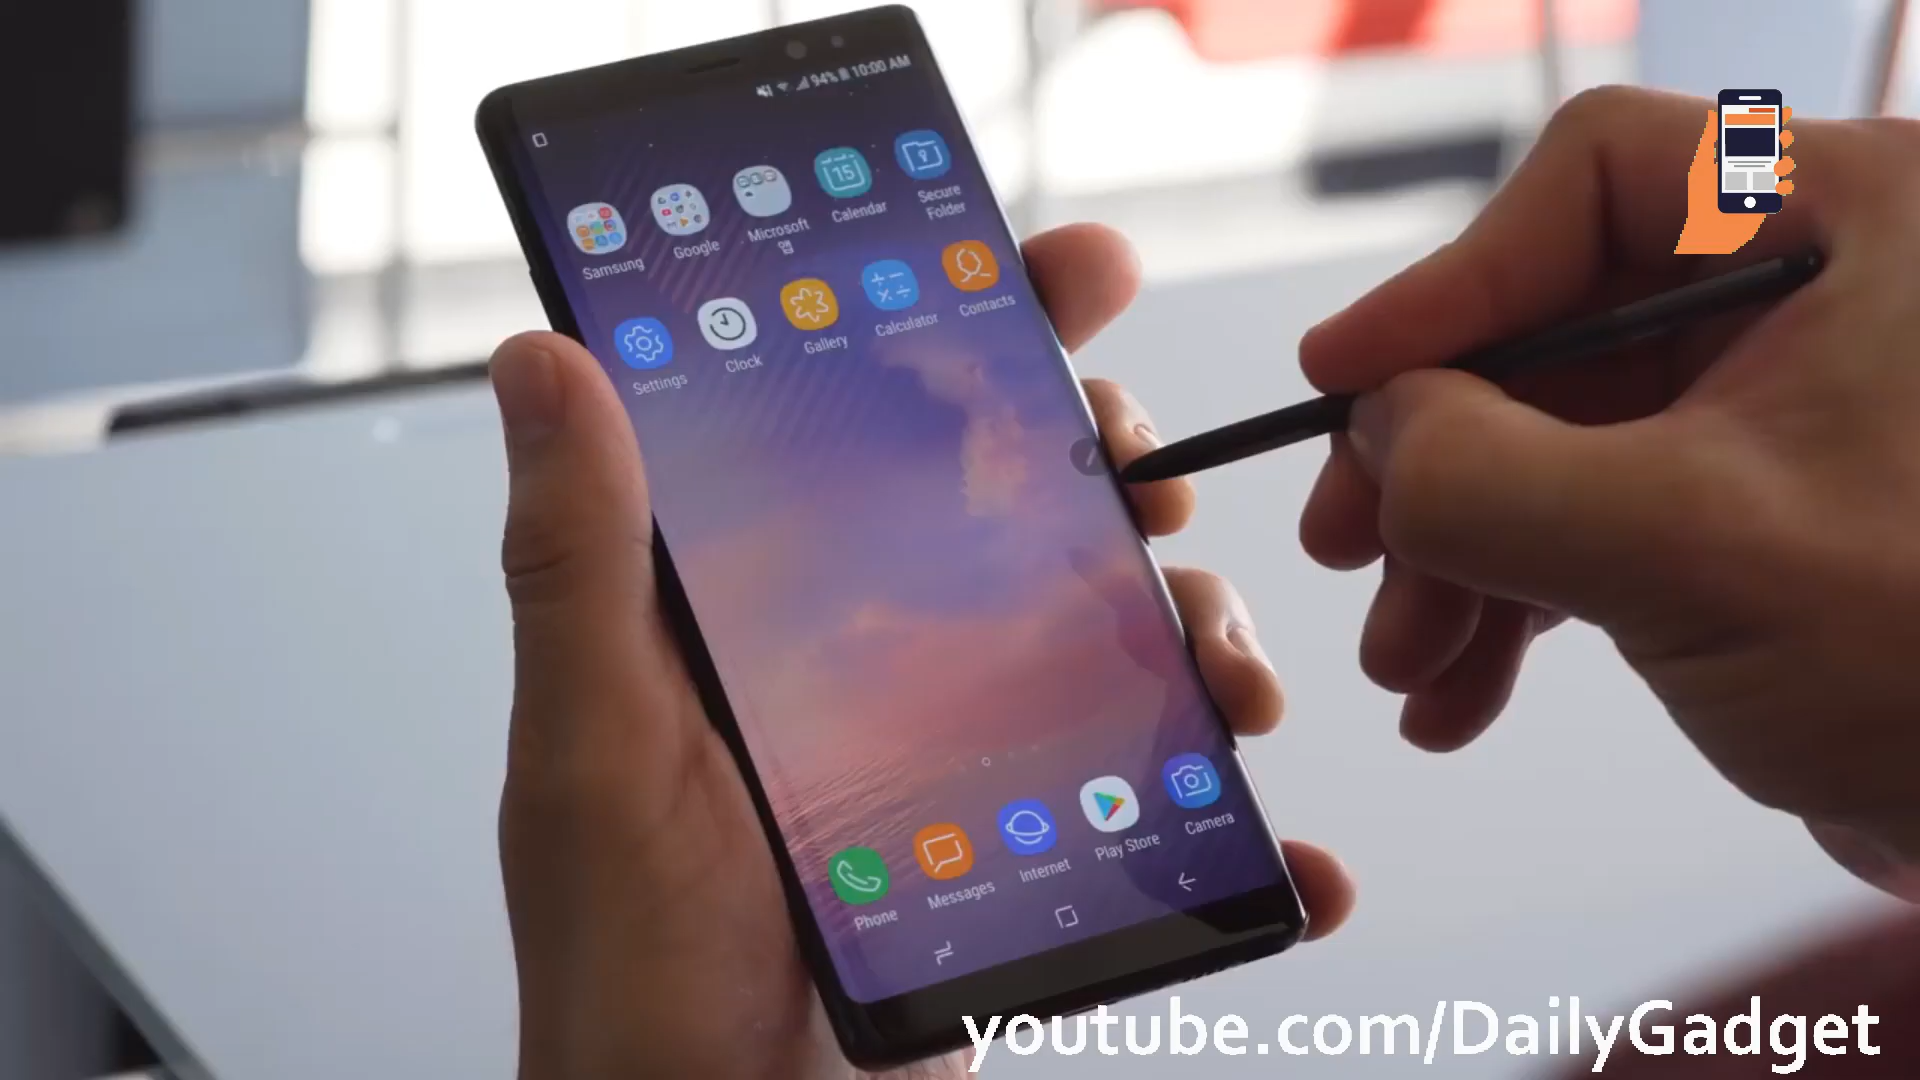 94% 10:00 AM
Samsung
Google
Microsoft
15
Calendar
Secure
Folder
Settings
Clock
Gallery
Calculator
Contacts
Phone
Messages
Internet
Play Store
Camera
youtube.com/DailyGadget